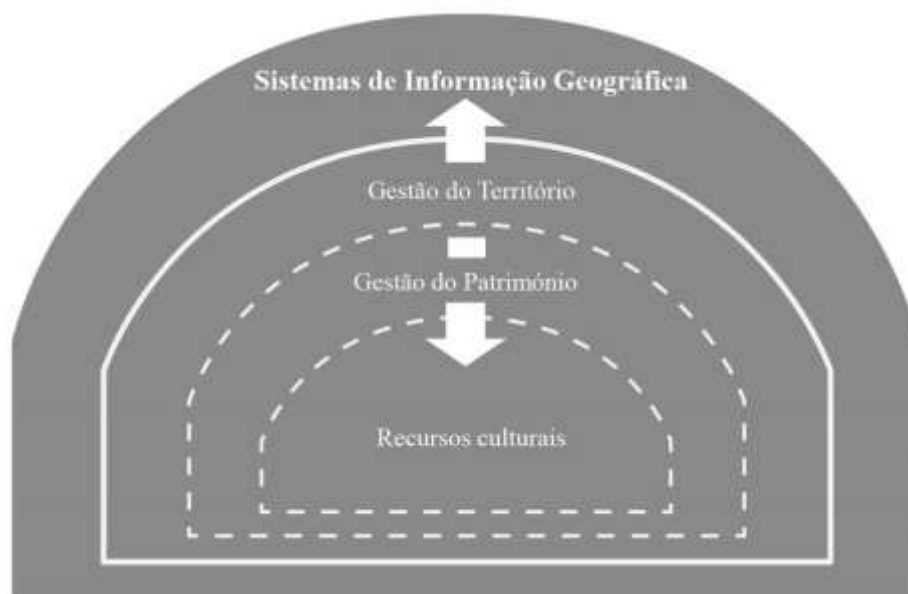 Sistemas de Informação Geográfica
Gestão do Território
Gestão do Património
Recursos culturais